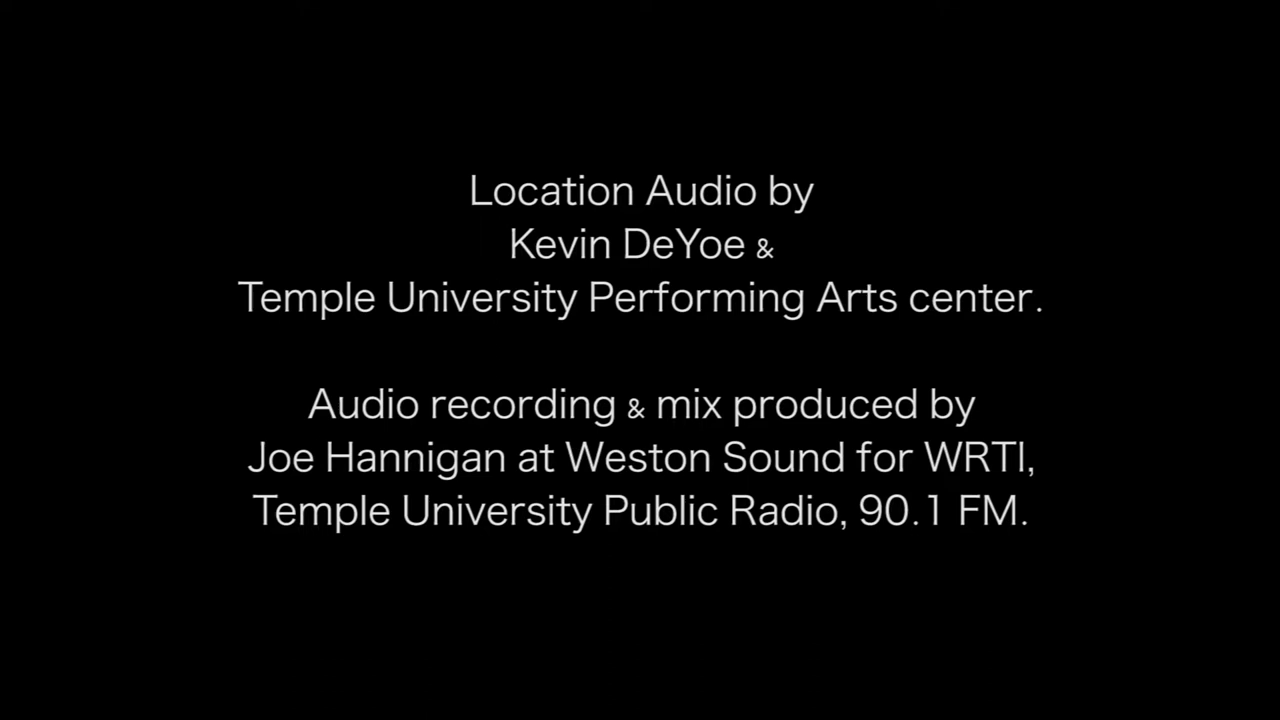 Location Audio by
Kevin DeYoe &
Temple University Performing Arts center.
Audio recording & mix produced by
Joe Hannigan at Weston Sound for WRTI,
Temple University Public Radio, 90.1 FM.